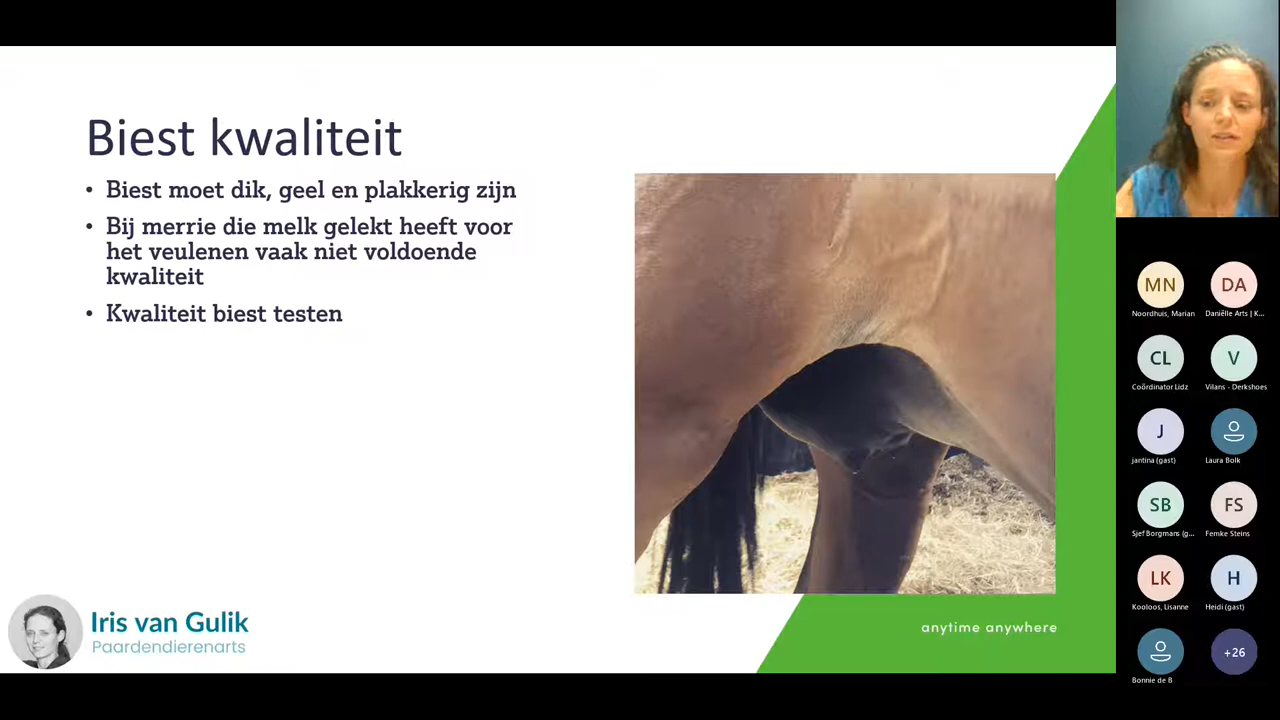 Biest kwaliteit
• Biest moet dik, geel en plakkerig zijn
• Bij merrie die melk gelekt heeft voor
het veulenen vaak niet voldoende
kwaliteit
• Kwaliteit biest testen
Iris van Gulik
Paardendierenarts
anytime anywhere
MN
DA
Noordhuis, Marian
Daniëlle Arts | K...
CL
V
Coördinator Lidz
Vilans - Derkshoes
J
jantina (gast)
Laura Bolk
SB
FS
Sjef Borgmans (g...
Femke Steins
LK
H
Kooloos, Lisanne
Heidi (gast)
Bonnie de B
+26